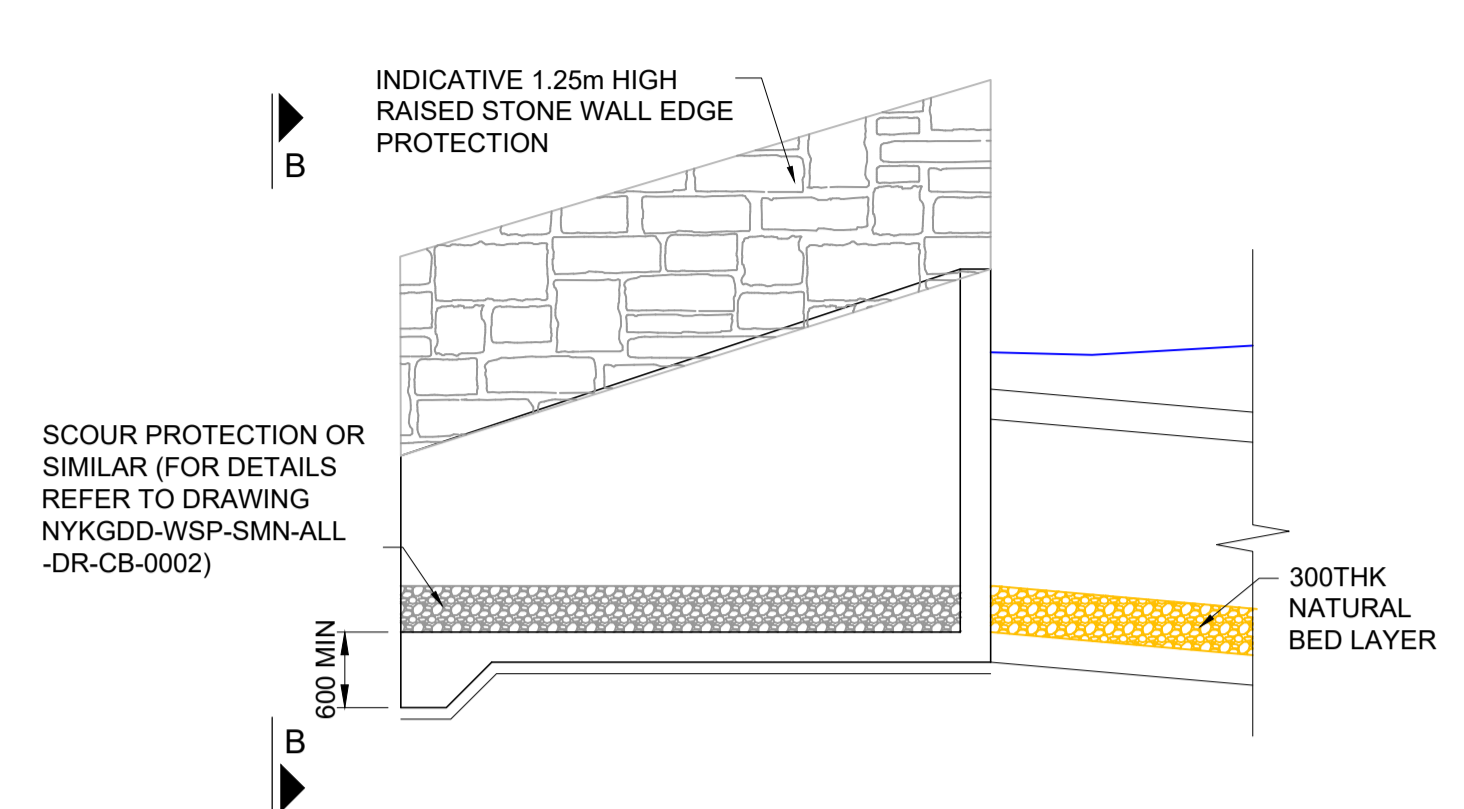 INDICATIVE 1.25m HIGH
RAISED STONE WALL EDGE
PROTECTION
B
SCOUR PROTECTION OR
SIMILAR (FOR DETAILS
REFER TO DRAWING
NYKGDD-WSP-SMN-ALL
-DR-CB-0002)
300THK
NATURAL
BED LAYER
600 MIN
B